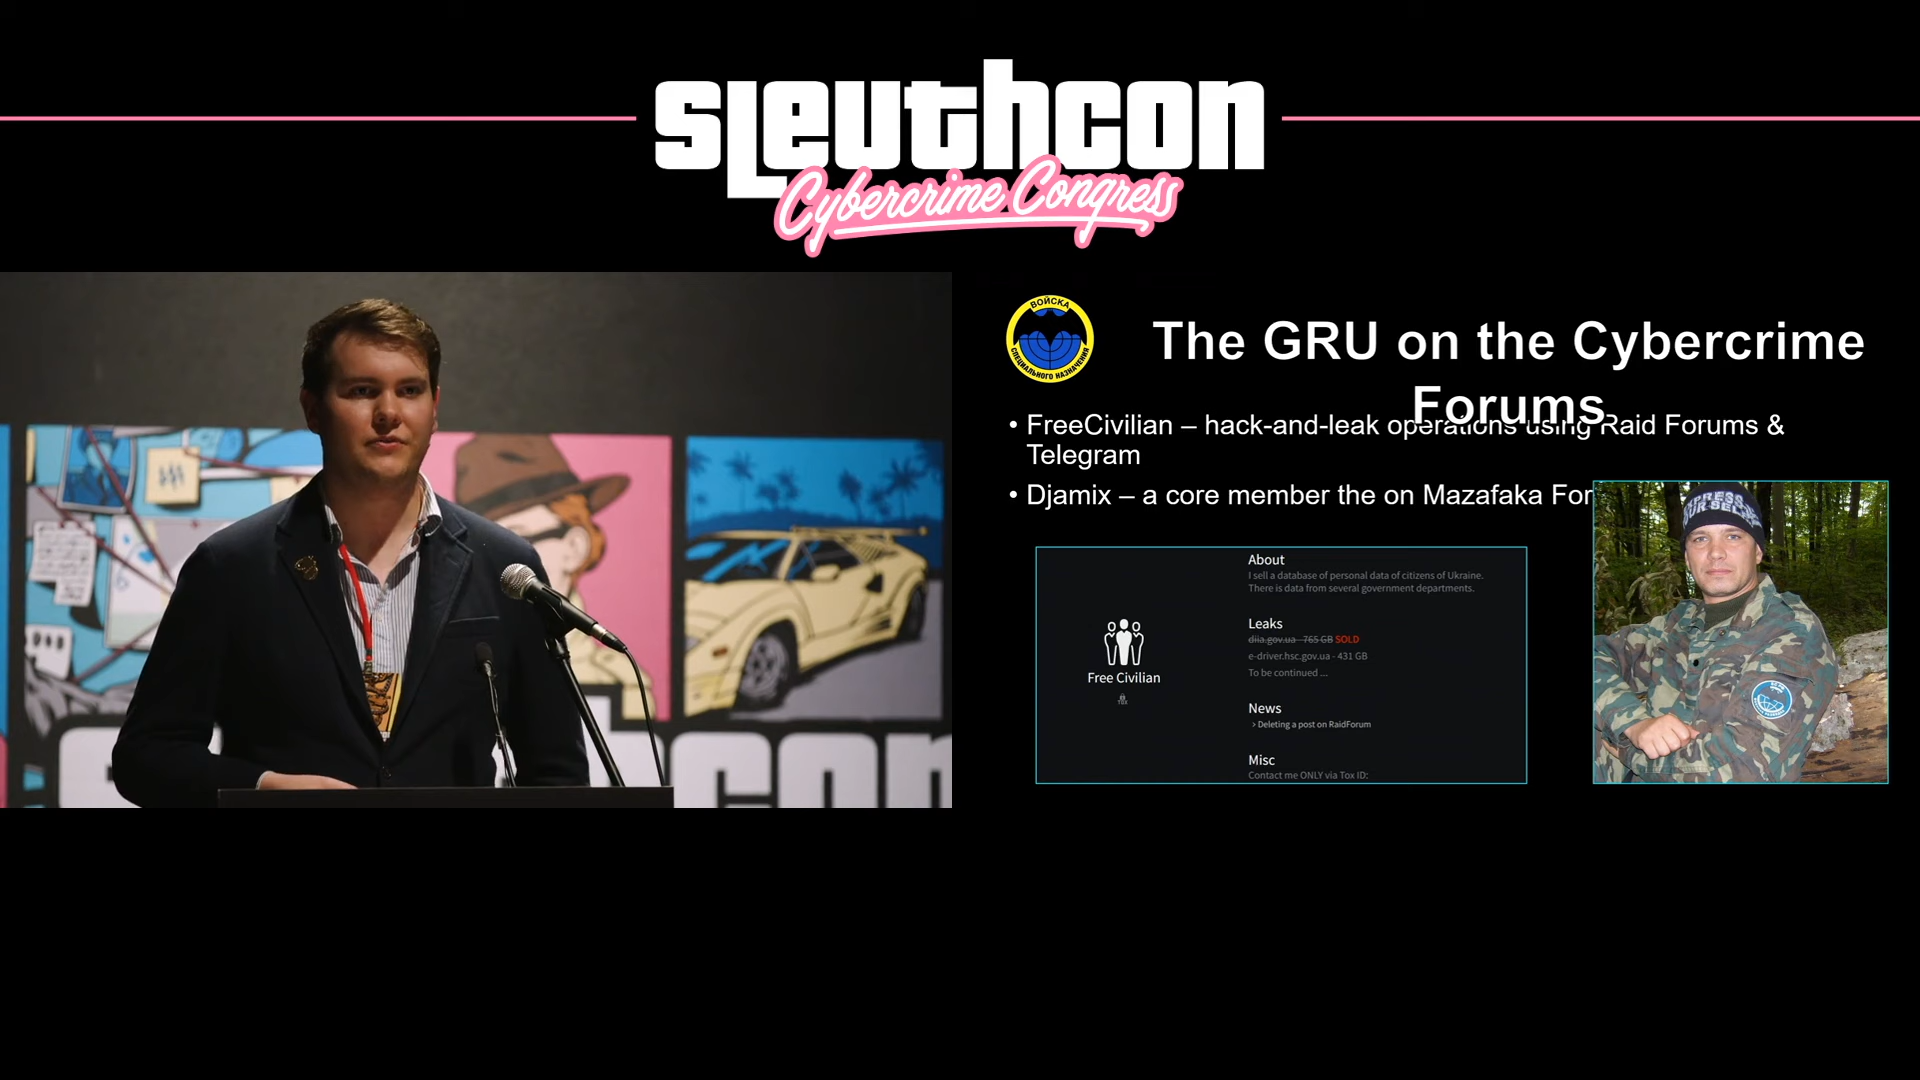 sleuthcon
Cybercrime Congress
ВОЙСКА
СПЕЦИАЛЬНОГО НАЗНАЧЕНИЯ
The GRU on the Cybercrime
Forums
• FreeCivilian – hack-and-leak operations using Raid Forums &
Telegram
• Djamix – a core member the on Mazafaka For
About
I sell a database of personal data of citizens of Ukraine.
There is data from several government departments.
Leaks
diia.gov.ua - 765 GB SOLD
e-driver.hsc.gov.ua - 431 GB
To be continued ...
Free Civilian
TOX
News
> Deleting a post on RaidForum
Misc
Contact me ONLY via Tox ID: